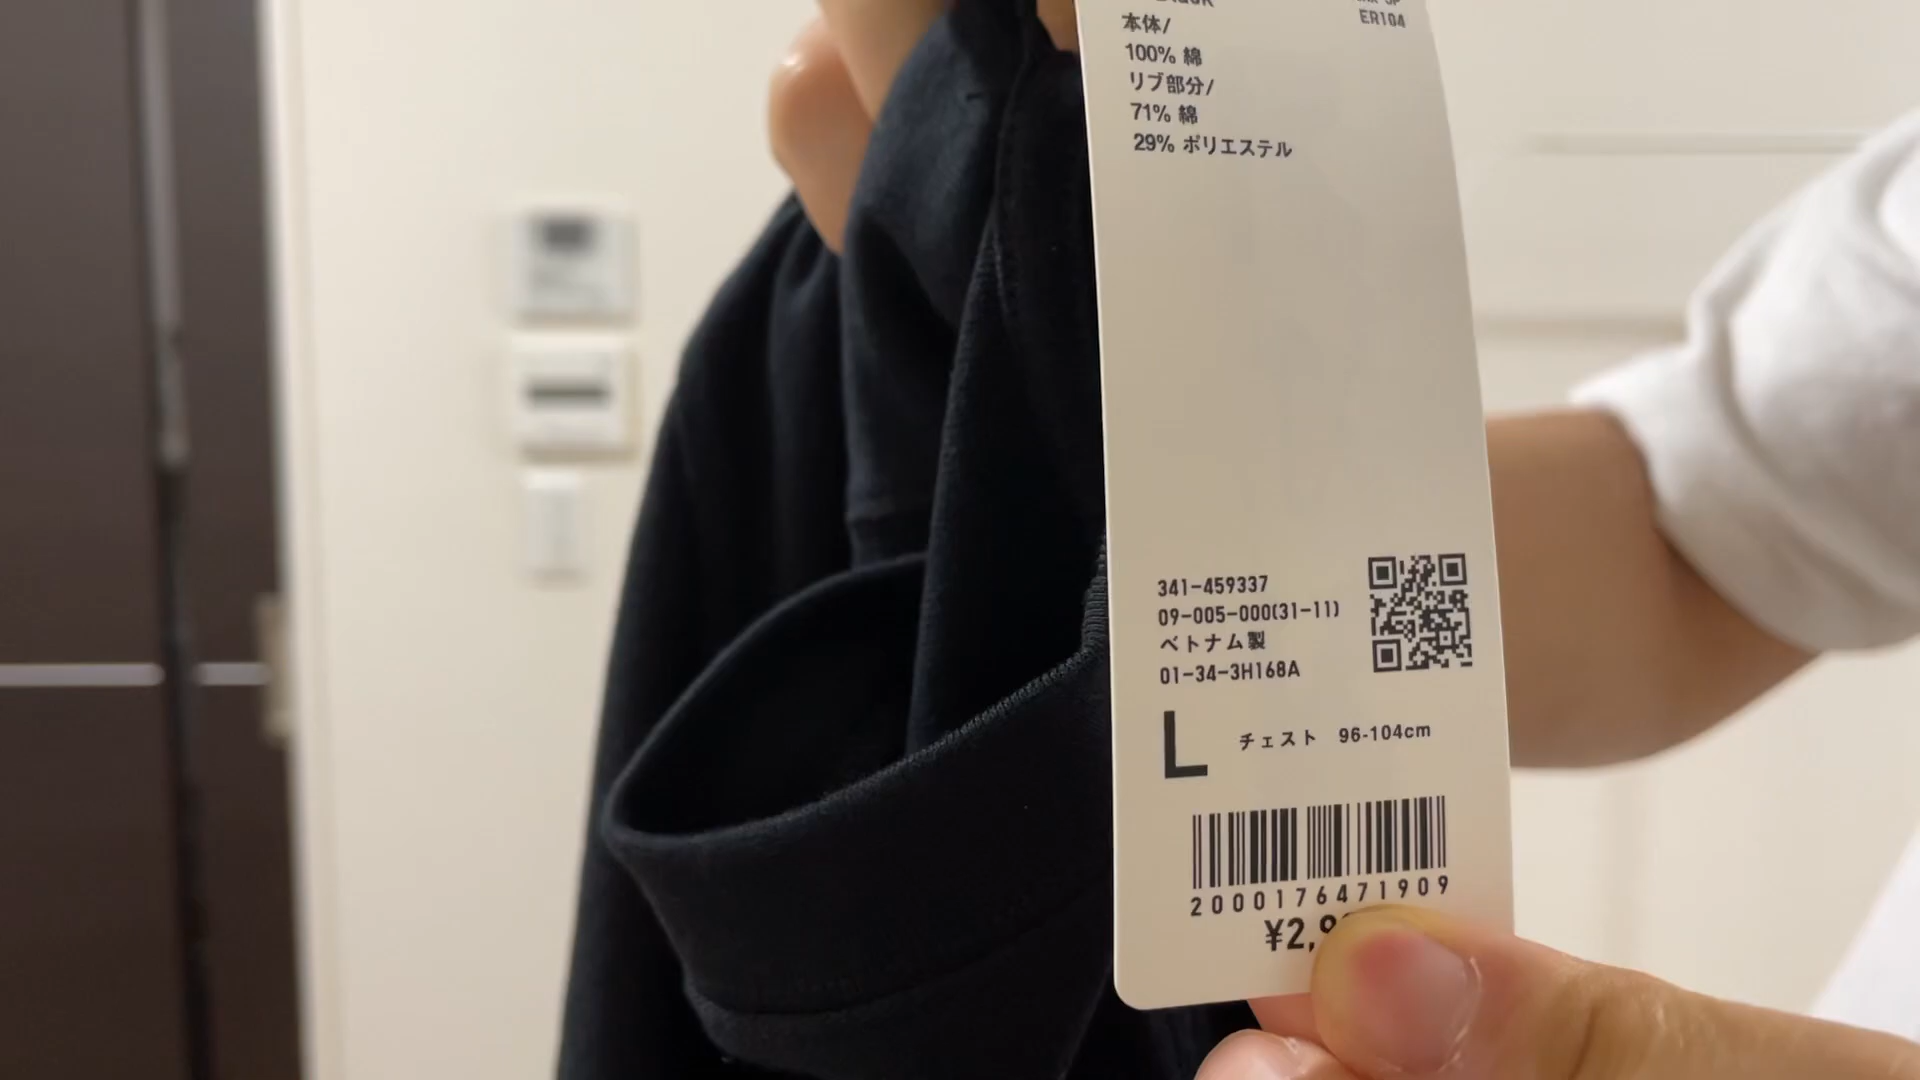 本体/
ER104
100% 綿
リブ部分/
71% 綿
29% ポリエステル
341-459337
09-005-000(31-11)
ベトナム製
01-34-3H168A
L チェスト 96-104cm
2000176471909
¥2,9